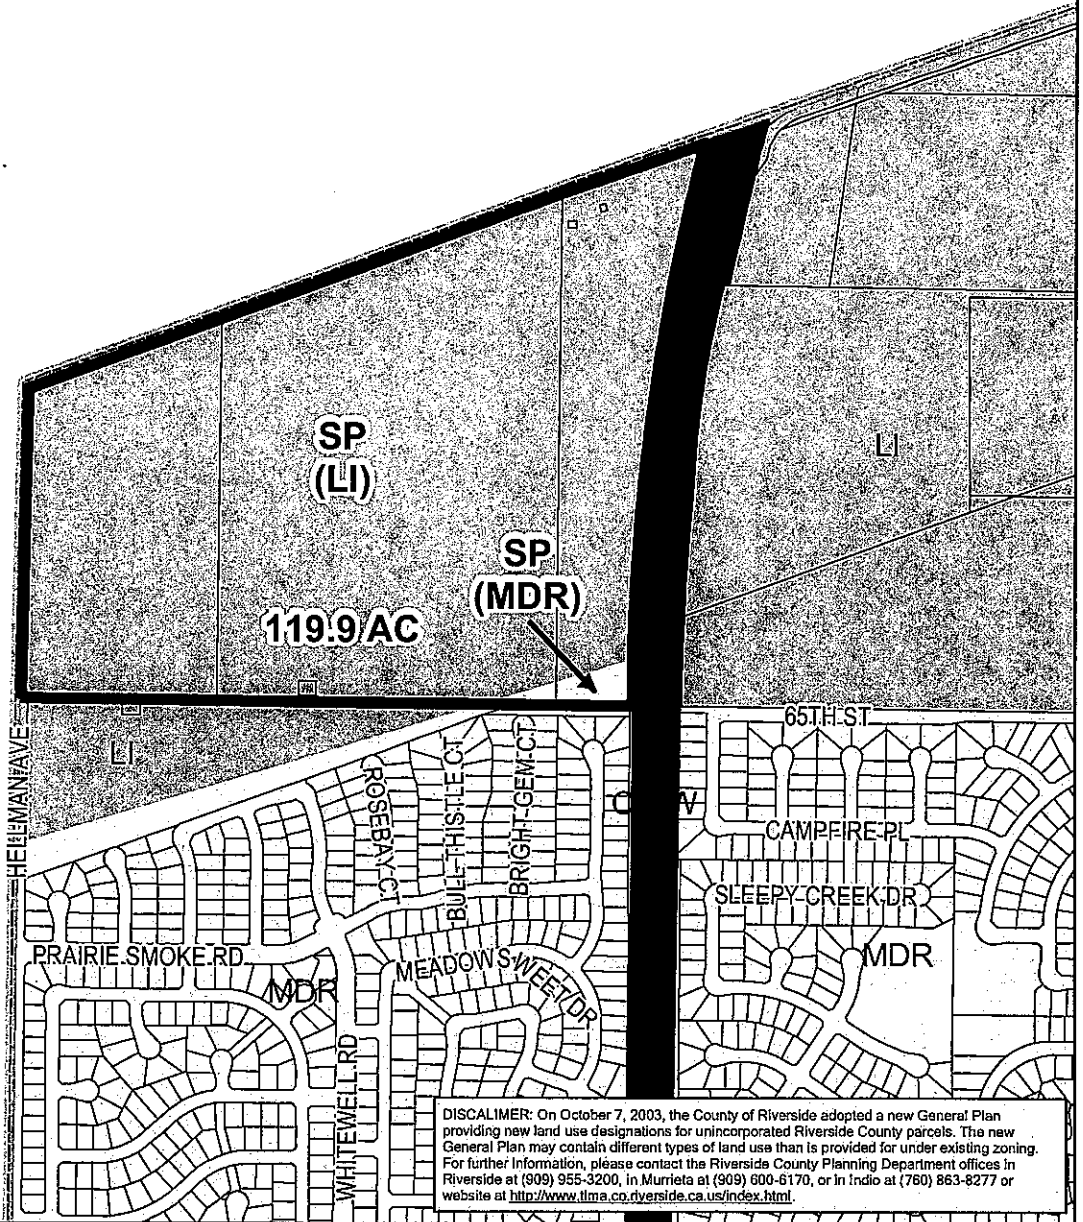 SP
(LI)
LI
SP
(MDR)
119.9 AC
65TH ST
LI
HELLMAN AVE
ROSEBAY CT
BULL THISTLE CT
BRIGHT GEM CT
CAMPFIRE PL
SLEEPY CREEK DR
PRAIRIE SMOKE RD
MEADOWSWEET DR
MDR
MDR
WHITEWELL RD
DISCALIMER: On October 7, 2003, the County of Riverside adopted a new General Plan
providing new land use designations for unincorporated Riverside County parcels. The new
General Plan may contain different types of land use than is provided for under existing zoning.
For further information, please contact the Riverside County Planning Department offices in
Riverside at (909) 955-3200, in Murrieta at (909) 600-6170, or in Indio at (760) 863-8277 or
website at http://www.tlma.co.riverside.ca.us/index.html.